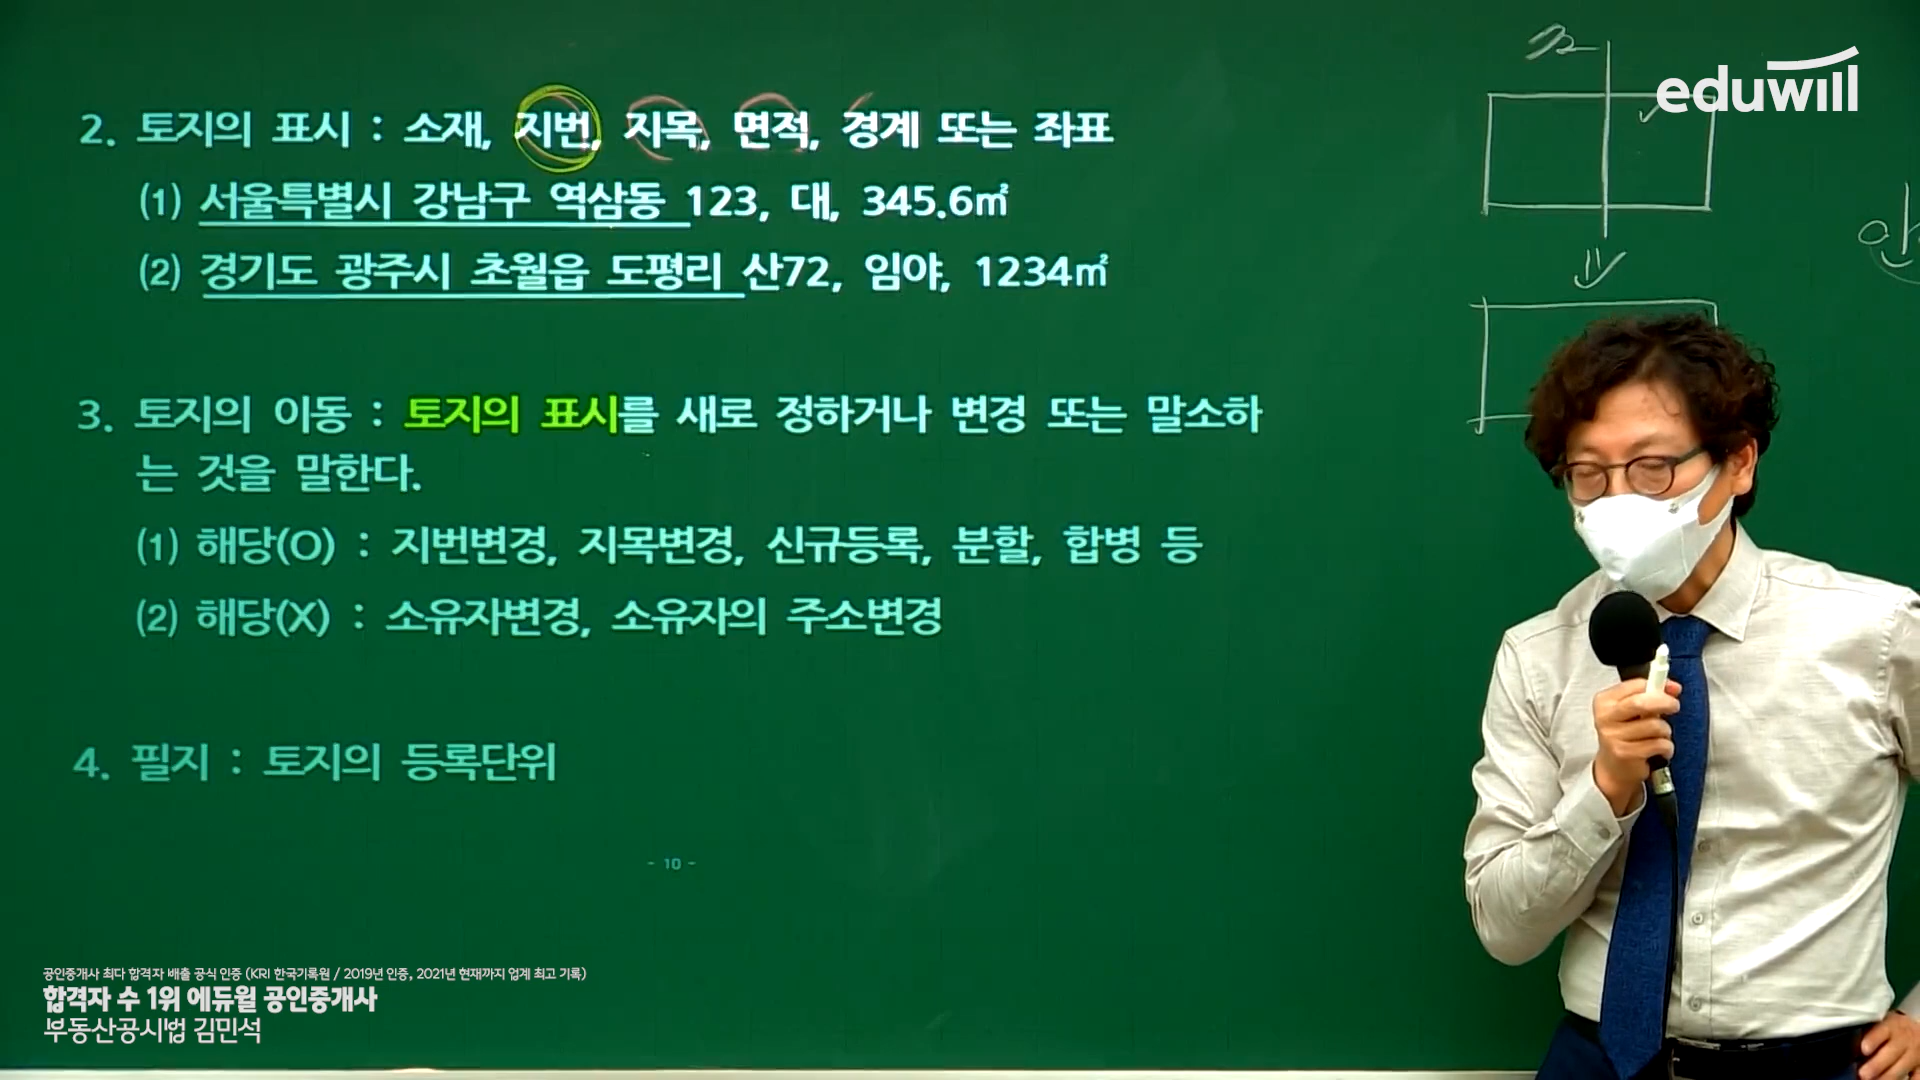 eduwill
2. 토지의 표시 : 소재, 지번, 지목, 면적, 경계 또는 좌표
(1) 서울특별시 강남구 역삼동 123, 대, 345.6㎡
(2) 경기도 광주시 초월읍 도평리 산72, 임야, 1234㎡
3. 토지의 이동 : 토지의 표시를 새로 정하거나 변경 또는 말소하
는 것을 말한다.
(1) 해당(O) : 지번변경, 지목변경, 신규등록, 분할, 합병 등
(2) 해당(X) : 소유자변경, 소유자의 주소변경
4. 필지 : 토지의 등록단위
- 10 -
공인중개사 최다 합격자 배출 공식 인증 (KRI 한국기록원 / 2019년 인증, 2021년 현재까지 업계 최고 기록)
합격자 수 1위 에듀윌 공인중개사
부동산공시법 김민석